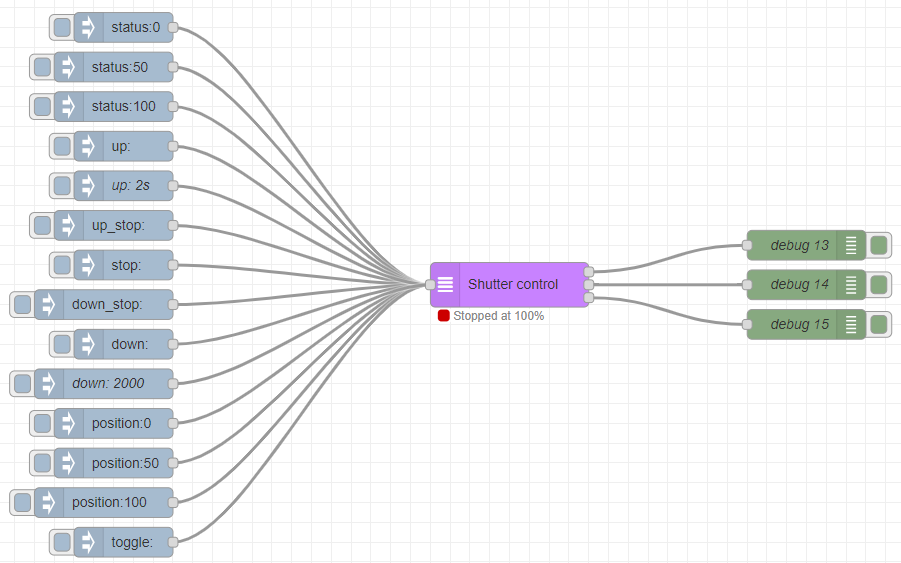 status:0
status:50
status:100
up:
up: 2s
up_stop:
stop:
down_stop:
down:
down: 2000
position:0
position:50
position:100
toggle:
Shutter control
Stopped at 100%
debug 13
debug 14
debug 15